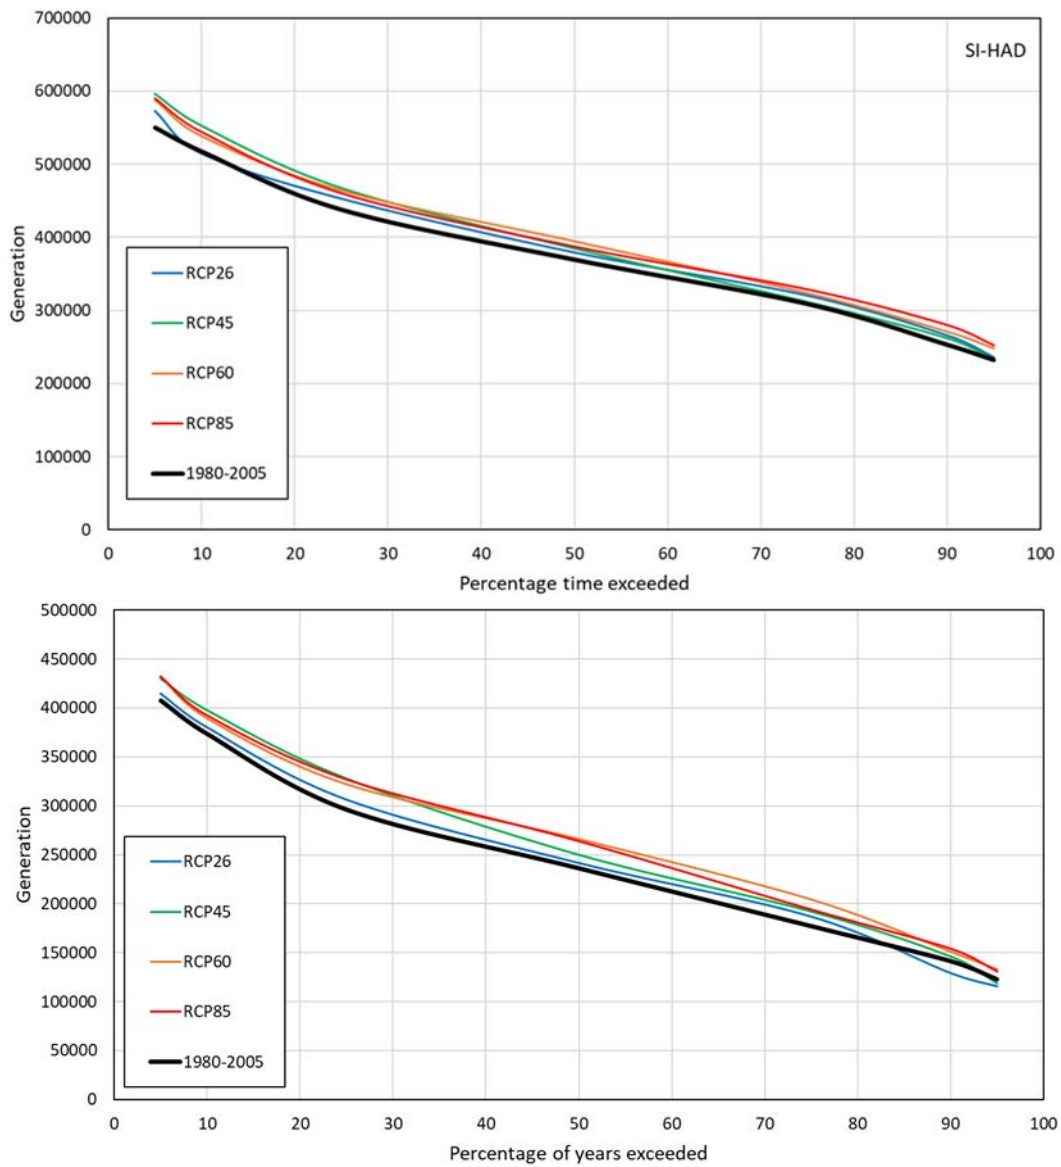 700000
SI-HAD
600000
500000
400000
300000
200000
100000
0
Generation
RCP26
RCP45
RCP60
RCP85
1980-2005
0 10 20 30 40 50 60 70 80 90 100
Percentage time exceeded
500000
450000
400000
350000
300000
250000
200000
150000
100000
50000
0
Generation
RCP26
RCP45
RCP60
RCP85
1980-2005
0 10 20 30 40 50 60 70 80 90 100
Percentage of years exceeded